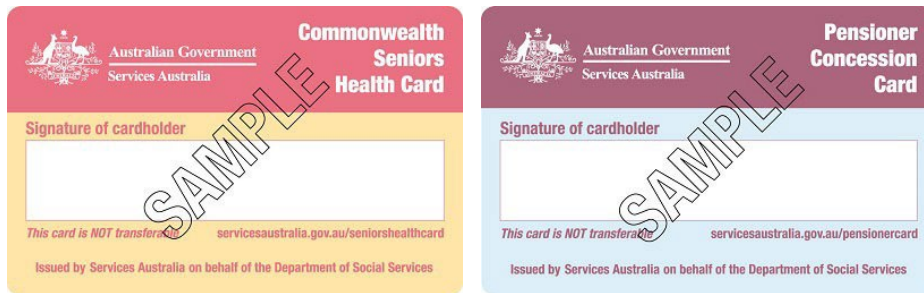 Australian Government
Services Australia
Commonwealth
Seniors
Health Card
Signature of cardholder
SAMPLE
This card is NOT transferable
servicesaustralia.gov.au/seniorshealthcard
Issued by Services Australia on behalf of the Department of Social Services
Australian Government
Services Australia
Pensioner
Concession
Card
Signature of cardholder
SAMPLE
This card is NOT transferable
servicesaustralia.gov.au/pensionercard
Issued by Services Australia on behalf of the Department of Social Services